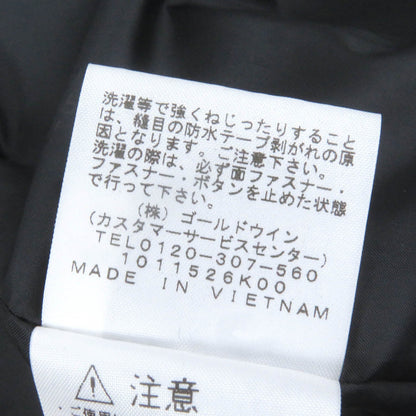 洗濯等で強くねじったりすること
は、縫目の防水テープ剥がれの原
因となります。ご注意下さい。
洗濯の際は、必ず面ファスナー・
ファスナー、ボタンを止めた状態
で行って下さい。
(株) ゴールドウイン
(カスタマーサービスセンター)
TEL0120-307-560
1011526K00
MADE IN VIETNAM
注意